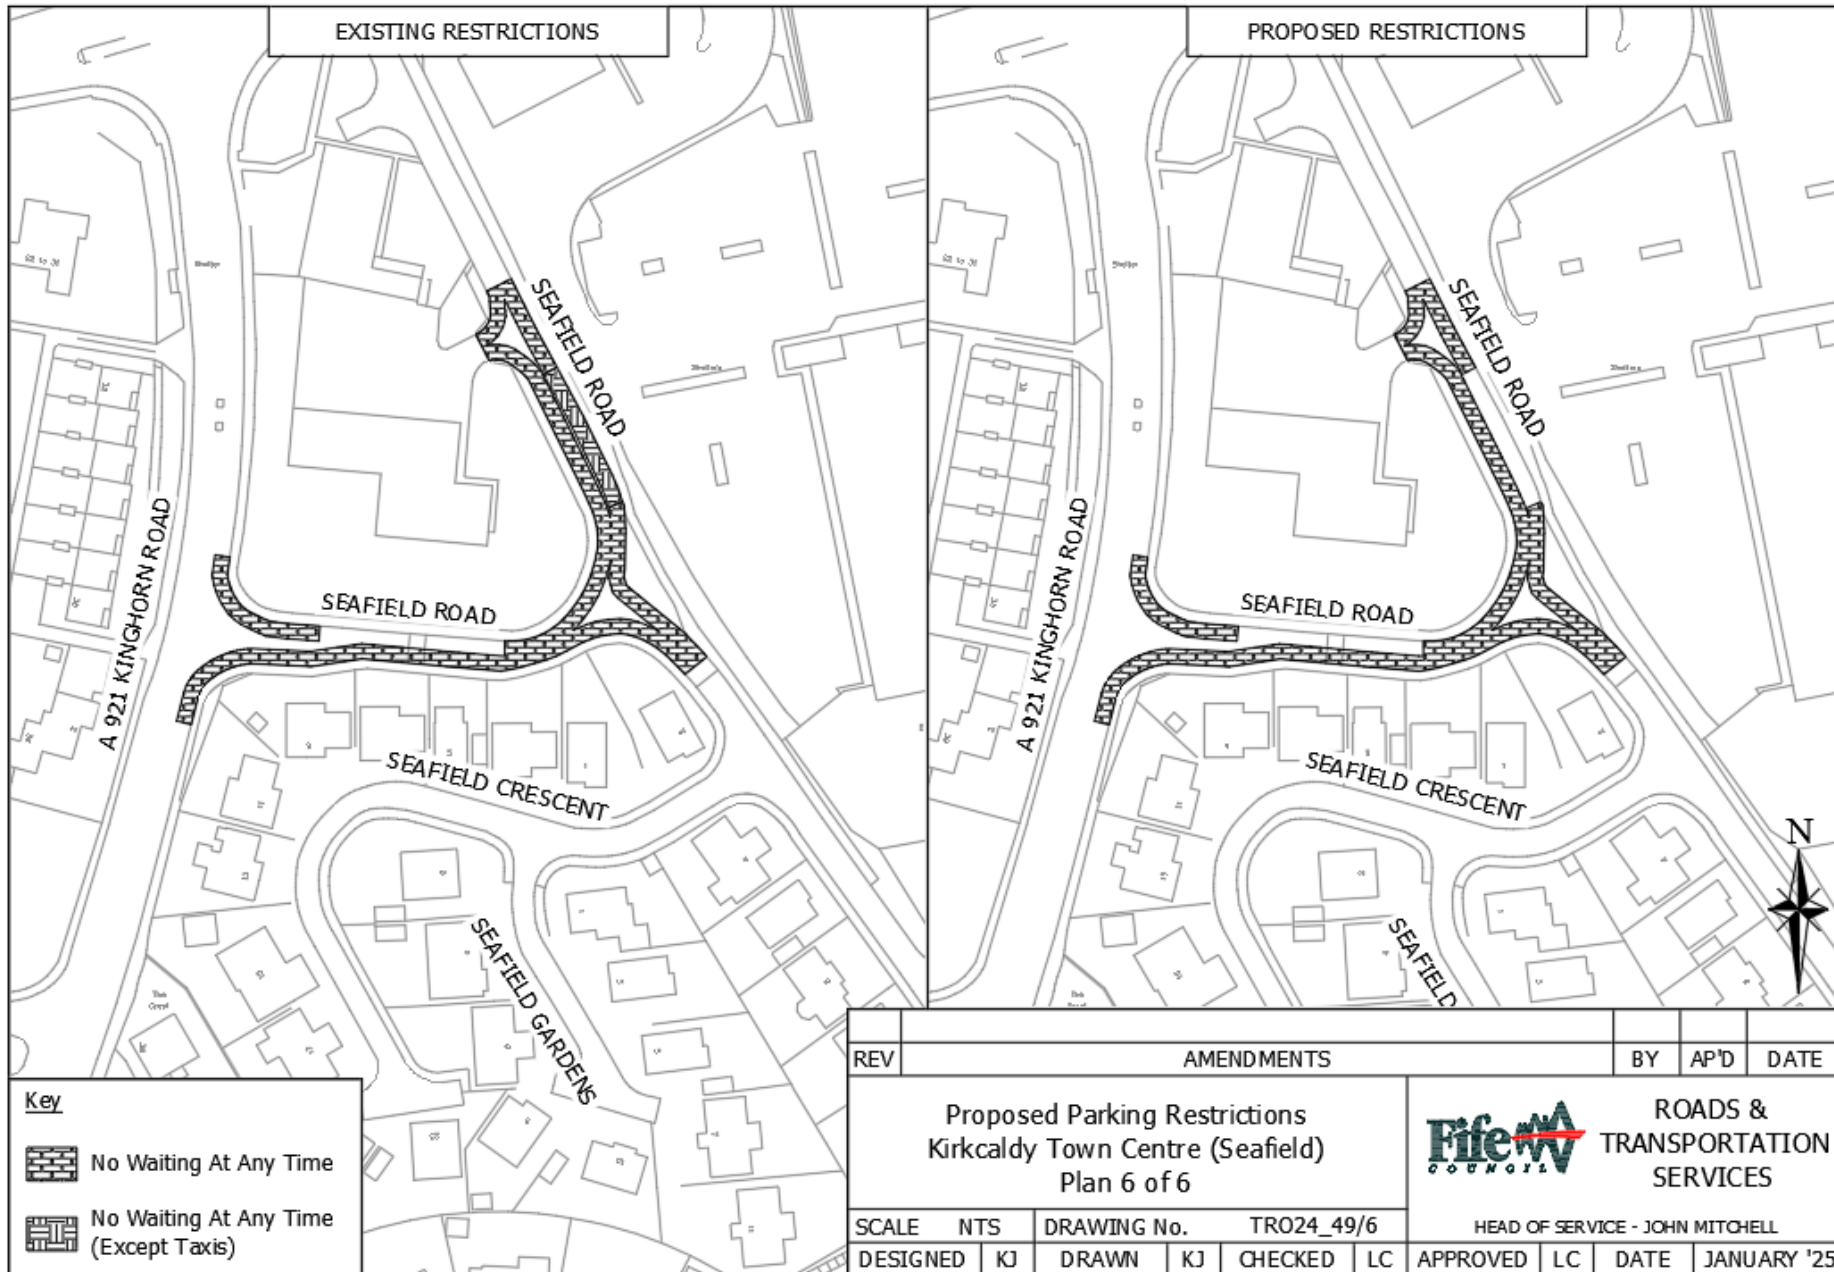 EXISTING RESTRICTIONS
SEAFIELD ROAD
A 921 KINGHORN ROAD
SEAFIELD ROAD
SEAFIELD CRESCENT
SEAFIELD GARDENS
PROPOSED RESTRICTIONS
SEAFIELD ROAD
A 921 KINGHORN ROAD
SEAFIELD ROAD
SEAFIELD CRESCENT
SEAFIELD
N
Key
No Waiting At Any Time
No Waiting At Any Time
(Except Taxis)
REV AMENDMENTS BY AP'D DATE
Proposed Parking Restrictions
Kirkcaldy Town Centre (Seafield)
Plan 6 of 6
Fife
COUNCIL
ROADS &
TRANSPORTATION
SERVICES
HEAD OF SERVICE - JOHN MITCHELL
SCALE NTS DRAWING No. TRO24_49/6
DESIGNED KJ DRAWN KJ CHECKED LC APPROVED LC DATE JANUARY '25